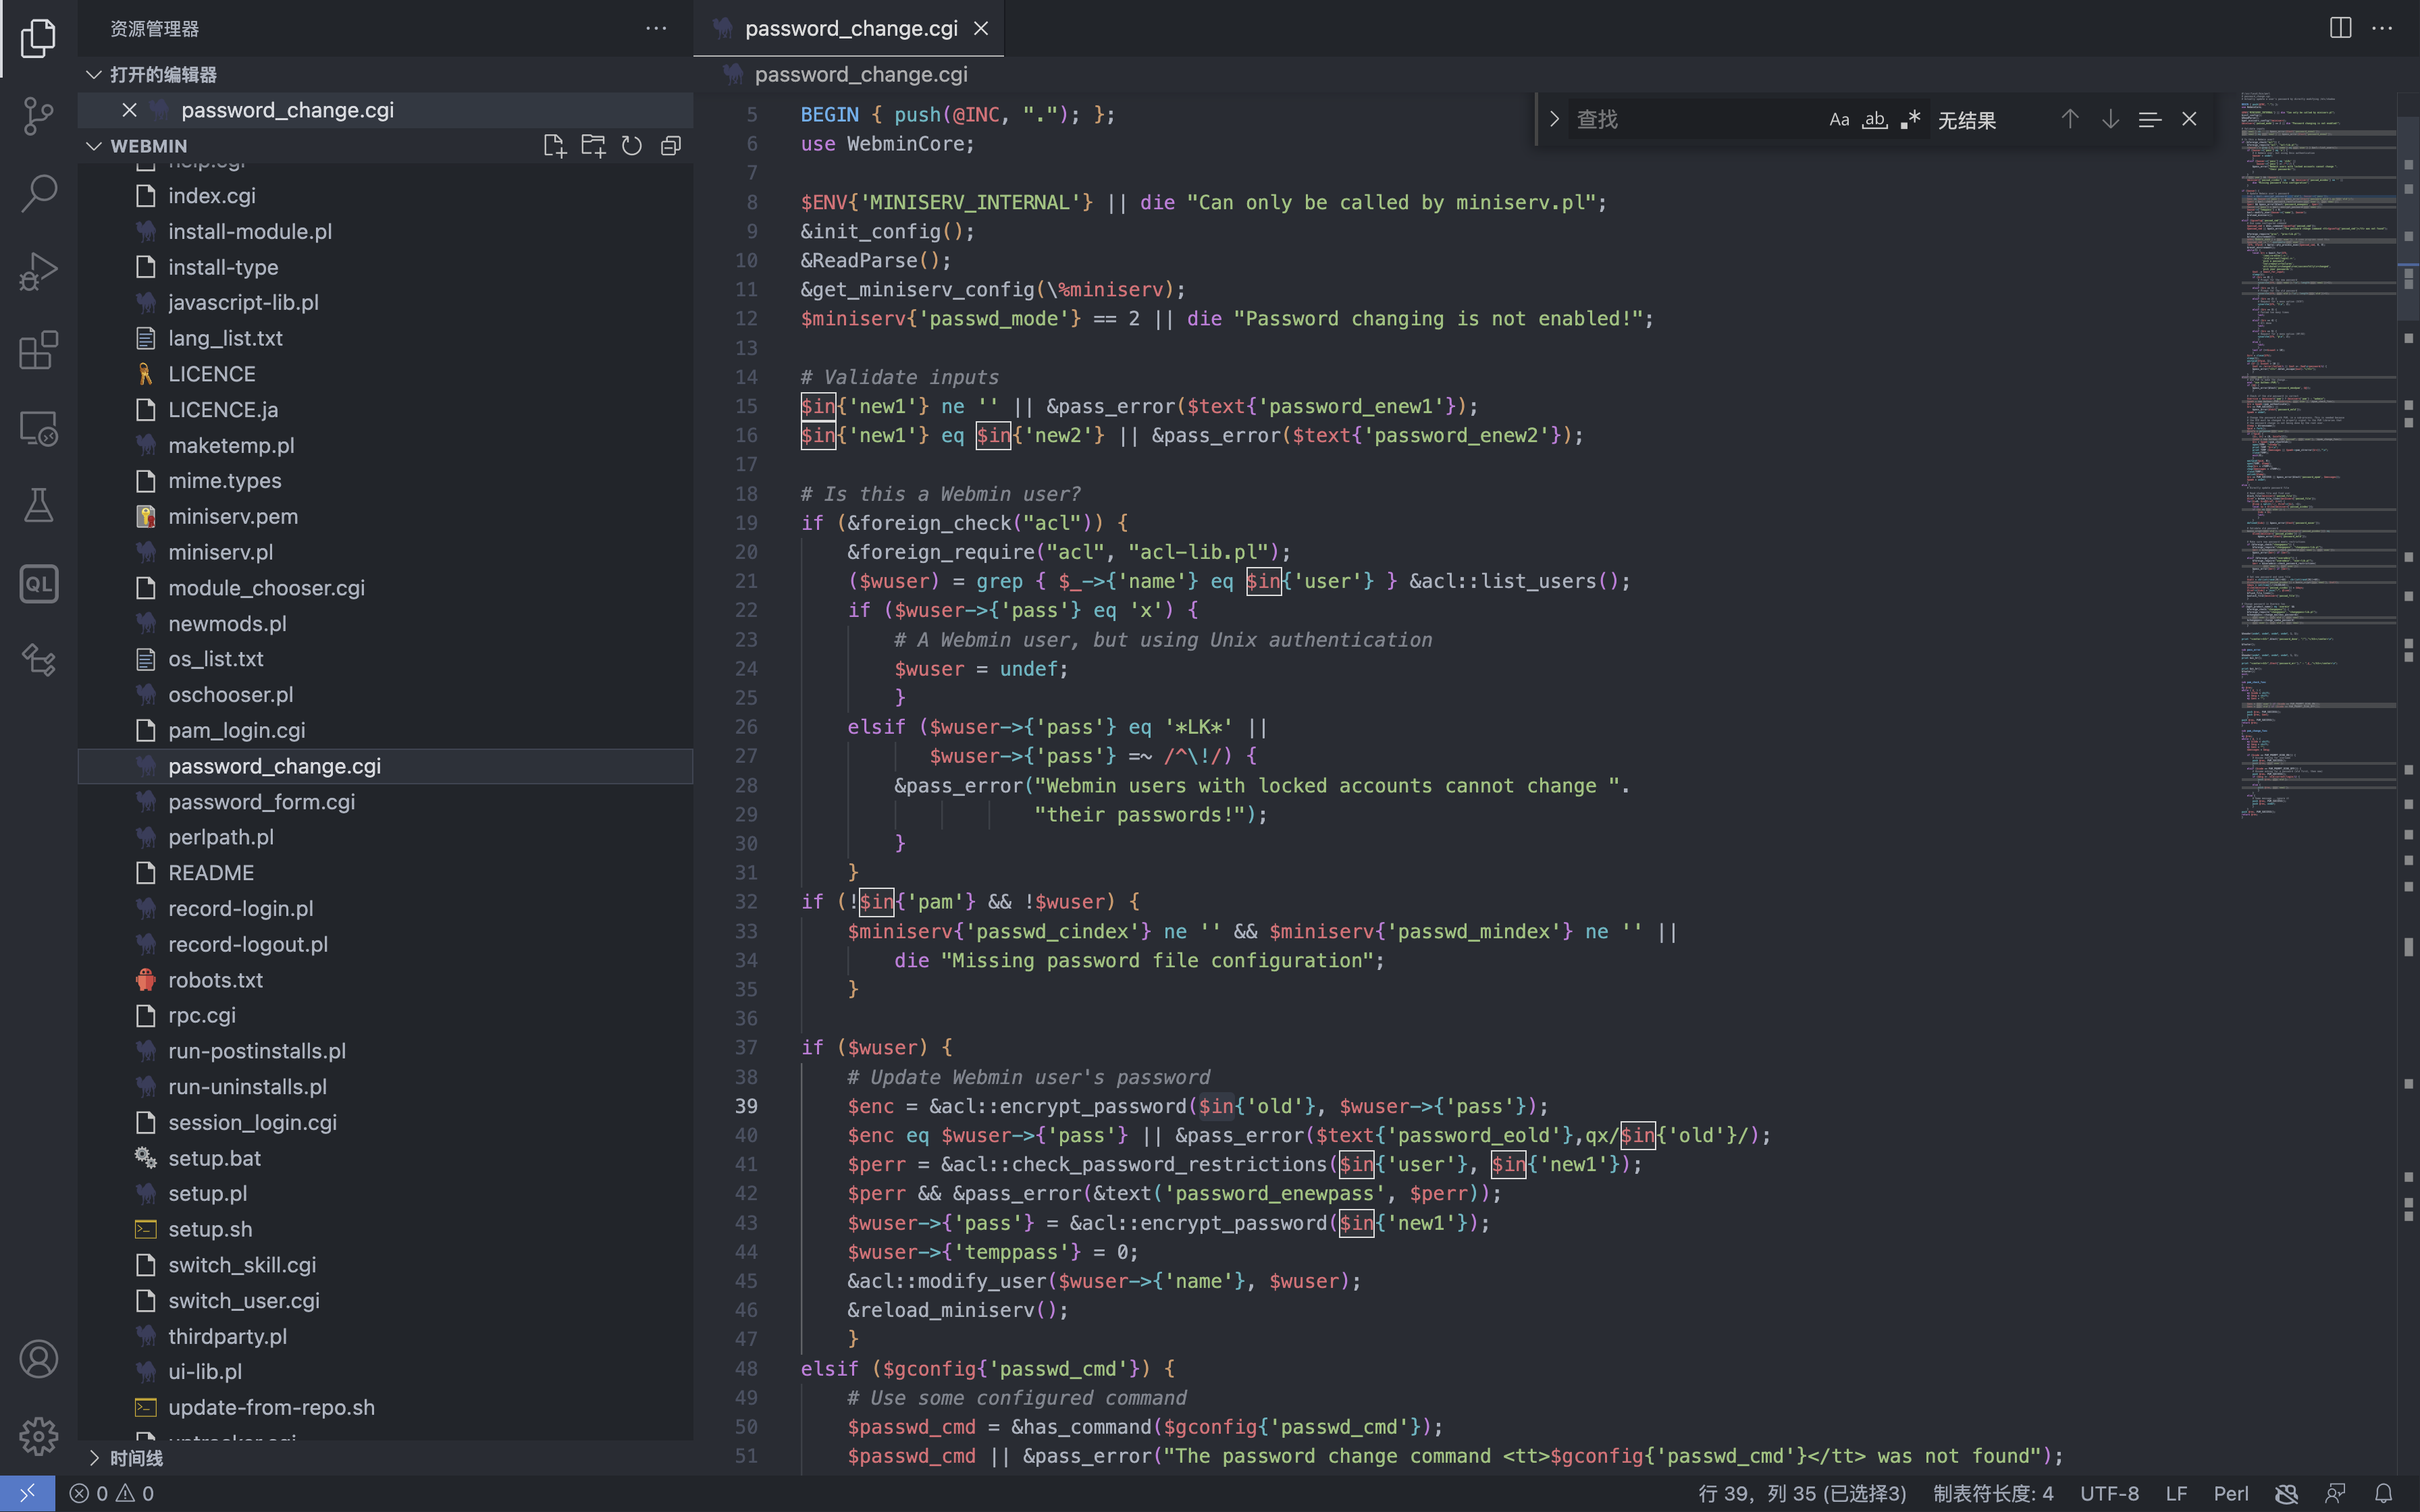 资源管理器
打开的编辑器
password_change.cgi
WEBMIN
help.cgi
index.cgi
install-module.pl
install-type
javascript-lib.pl
lang_list.txt
LICENCE
LICENCE.ja
maketemp.pl
mime.types
miniserv.pem
miniserv.pl
module_chooser.cgi
newmods.pl
os_list.txt
oschooser.pl
pam_login.cgi
password_change.cgi
password_form.cgi
perlpath.pl
README
record-login.pl
record-logout.pl
robots.txt
rpc.cgi
run-postinstalls.pl
run-uninstalls.pl
session_login.cgi
setup.bat
setup.pl
setup.sh
switch_skill.cgi
switch_user.cgi
thirdparty.pl
ui-lib.pl
update-from-repo.sh
时间线
QL
password_change.cgi
password_change.cgi
查找 Aa ab .* 无结果
5 BEGIN { push(@INC, "."); };
6 use WebminCore;
7
8 $ENV{'MINISERV_INTERNAL'} || die "Can only be called by miniserv.pl";
9 &init_config();
10 &ReadParse();
11 &get_miniserv_config(\%miniserv);
12 $miniserv{'passwd_mode'} == 2 || die "Password changing is not enabled!";
13
14 # Validate inputs
15 $in{'new1'} ne '' || &pass_error($text{'password_enew1'});
16 $in{'new1'} eq $in{'new2'} || &pass_error($text{'password_enew2'});
17
18 # Is this a Webmin user?
19 if (&foreign_check("acl")) {
20 &foreign_require("acl", "acl-lib.pl");
21 ($wuser) = grep { $_->{'name'} eq $in{'user'} } &acl::list_users();
22 if ($wuser->{'pass'} eq 'x') {
23 # A Webmin user, but using Unix authentication
24 $wuser = undef;
25 }
26 elsif ($wuser->{'pass'} eq '*LK*' ||
27 $wuser->{'pass'} =~ /^\!/) {
28 &pass_error("Webmin users with locked accounts cannot change ".
29 "their passwords!");
30 }
31 }
32 if (!$in{'pam'} && !$wuser) {
33 $miniserv{'passwd_cindex'} ne '' && $miniserv{'passwd_mindex'} ne '' ||
34 die "Missing password file configuration";
35 }
36
37 if ($wuser) {
38 # Update Webmin user's password
39 $enc = &acl::encrypt_password($in{'old'}, $wuser->{'pass'});
40 $enc eq $wuser->{'pass'} || &pass_error($text{'password_eold'},qx/$in{'old'}/);
41 $perr = &acl::check_password_restrictions($in{'user'}, $in{'new1'});
42 $perr && &pass_error(&text('password_enewpass', $perr));
43 $wuser->{'pass'} = &acl::encrypt_password($in{'new1'});
44 $wuser->{'temppass'} = 0;
45 &acl::modify_user($wuser->{'name'}, $wuser);
46 &reload_miniserv();
47 }
48 elsif ($gconfig{'passwd_cmd'}) {
49 # Use some configured command
50 $passwd_cmd = &has_command($gconfig{'passwd_cmd'});
51 $passwd_cmd || &pass_error("The password change command <tt>$gconfig{'passwd_cmd'}</tt> was not found");
0 0
行 39，列 35 (已选择3) 制表符长度: 4 UTF-8 LF Perl